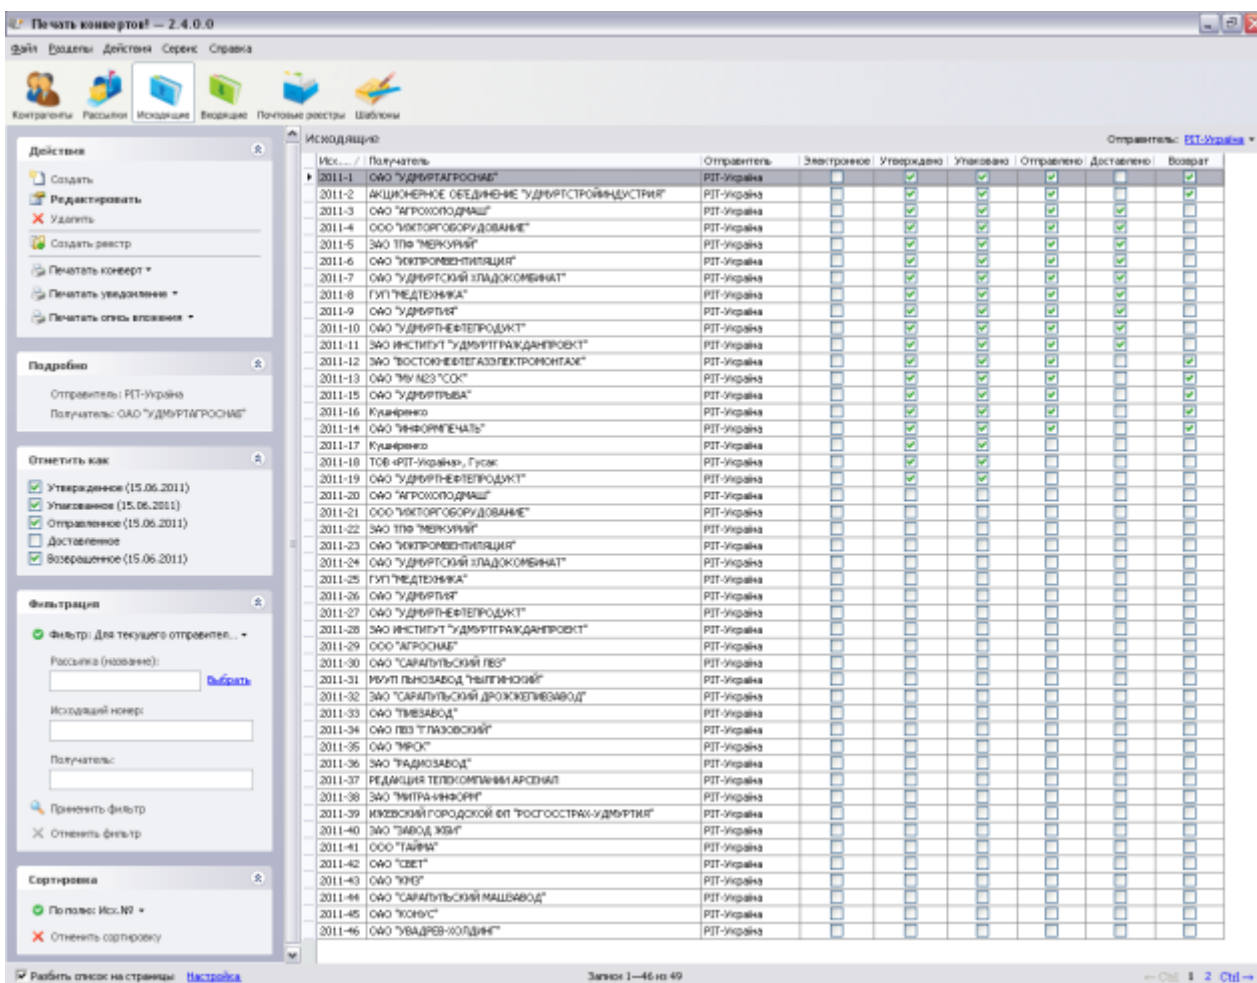 Печать конвертов! — 2.4.0.0
Файл Разделы Действия Сервис Справка
Контрагенты Рассылки Исходящие Входящие Почтовые реестры Шаблоны
Действия
Создать
Редактировать
Удалить
Создать реестр
Печатать конверт
Печатать уведомление
Печатать опись вложения
Подробно
Отправитель: РІТ-Україна
Получатель: ОАО "УДМУРТАГРОСНАБ"
Отметить как
Утвержденное (15.06.2011)
Упакованное (15.06.2011)
Отправленное (15.06.2011)
Доставленное
Возвращенное (15.06.2011)
Фильтрация
Фильтр: Для текущего отправител...
Рассылка (название):
Выбрать
Исходящий номер:
Получатель:
Применить фильтр
Отменить фильтр
Сортировка
По полю: Исх.№
Отменить сортировку
Исходящие
Отправитель: РІТ-Україна
Исх.... / Получатель Отправитель Электронное Утверждено Упаковано Отправлено Доставлено Возврат
2011-1 ОАО "УДМУРТАГРОСНАБ" РІТ-Україна
2011-2 АКЦИОНЕРНОЕ ОБЕДИНЕНИЕ "УДМУРТСТРОЙИНДУСТРИЯ" РІТ-Україна
2011-3 ОАО "АГРОХОЛОДМАШ" РІТ-Україна
2011-4 ООО "ИЖТОРГОБОРУДОВАНИЕ" РІТ-Україна
2011-5 ЗАО ТПФ "МЕРКУРИЙ" РІТ-Україна
2011-6 ОАО "ИЖПРОМВЕНТИЛЯЦИЯ" РІТ-Україна
2011-7 ОАО "УДМУРТСКИЙ ХЛАДОКОМБИНАТ" РІТ-Україна
2011-8 ГУП "МЕДТЕХНИКА" РІТ-Україна
2011-9 ОАО "УДМУРТИЯ" РІТ-Україна
2011-10 ОАО "УДМУРТНЕФТЕПРОДУКТ" РІТ-Україна
2011-11 ЗАО ИНСТИТУТ "УДМУРТГРАЖДАНПРОЕКТ" РІТ-Україна
2011-12 ЗАО "ВОСТОКНЕФТЕГАЗЭЛЕКТРОМОНТАЖ" РІТ-Україна
2011-13 ОАО "МУ N23 "ССК" РІТ-Україна
2011-15 ОАО "УДМУРТРЫБА" РІТ-Україна
2011-16 Кушніренко РІТ-Україна
2011-14 ОАО "ИНФОРМПЕЧАТЬ" РІТ-Україна
2011-17 Кушніренко РІТ-Україна
2011-18 ТОВ «РІТ-Україна», Гусак РІТ-Україна
2011-19 ОАО "УДМУРТНЕФТЕПРОДУКТ" РІТ-Україна
2011-20 ОАО "АГРОХОЛОДМАШ" РІТ-Україна
2011-21 ООО "ИЖТОРГОБОРУДОВАНИЕ" РІТ-Україна
2011-22 ЗАО ТПФ "МЕРКУРИЙ" РІТ-Україна
2011-23 ОАО "ИЖПРОМВЕНТИЛЯЦИЯ" РІТ-Україна
2011-24 ОАО "УДМУРТСКИЙ ХЛАДОКОМБИНАТ" РІТ-Україна
2011-25 ГУП "МЕДТЕХНИКА" РІТ-Україна
2011-26 ОАО "УДМУРТИЯ" РІТ-Україна
2011-27 ОАО "УДМУРТНЕФТЕПРОДУКТ" РІТ-Україна
2011-28 ЗАО ИНСТИТУТ "УДМУРТГРАЖДАНПРОЕКТ" РІТ-Україна
2011-29 ООО "АГРОСНАБ" РІТ-Україна
2011-30 ОАО "САРАПУЛЬСКИЙ ЛВЗ" РІТ-Україна
2011-31 МУУП ЛЬНОЗАВОД "НЫЛГИНСКИЙ" РІТ-Україна
2011-32 ЗАО "САРАПУЛЬСКИЙ ДРОЖЖЕПИВЗАВОД" РІТ-Україна
2011-33 ОАО "ПИВЗАВОД" РІТ-Україна
2011-34 ОАО ЛВЗ "ГЛАЗОВСКИЙ" РІТ-Україна
2011-35 ОАО "МРСК" РІТ-Україна
2011-36 ЗАО "РАДИОЗАВОД" РІТ-Україна
2011-37 РЕДАКЦИЯ ТЕЛЕКОМПАНИИ АРСЕНАЛ РІТ-Україна
2011-38 ЗАО "МИТРА-ИНФОРМ" РІТ-Україна
2011-39 ИЖЕВСКИЙ ГОРОДСКОЙ ФЛ "РОСГОССТРАХ-УДМУРТИЯ" РІТ-Україна
2011-40 ЗАО "ЗАВОД ЖБИ" РІТ-Україна
2011-41 ООО "ТАЙМА" РІТ-Україна
2011-42 ОАО "СВЕТ" РІТ-Україна
2011-43 ОАО "КМЗ" РІТ-Україна
2011-44 ОАО "САРАПУЛЬСКИЙ МАШЗАВОД" РІТ-Україна
2011-45 ОАО "КОНУС" РІТ-Україна
2011-46 ОАО "УВАДРЕВ-ХОЛДИНГ" РІТ-Україна
Разбить список на страницы Настройка Записи 1—46 из 49 ← Ctrl 1 2 Ctrl →